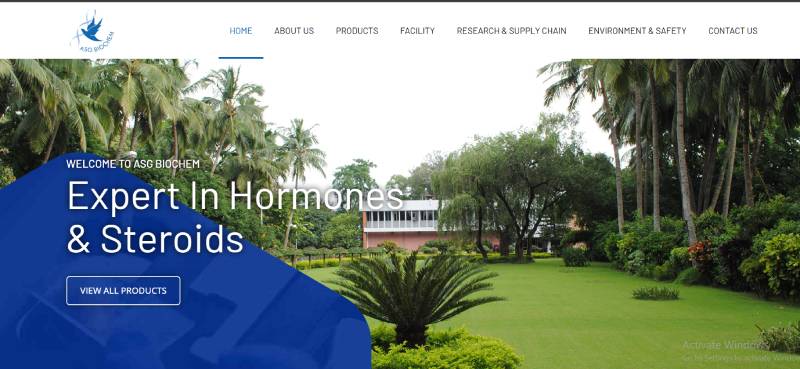 ASG BIOCHEM
HOME ABOUT US PRODUCTS FACILITY RESEARCH & SUPPLY CHAIN ENVIRONMENT & SAFETY CONTACT US
WELCOME TO ASG BIOCHEM
Expert In Hormones
& Steroids
VIEW ALL PRODUCTS
Activate Windows
Go to Settings to activate Windows